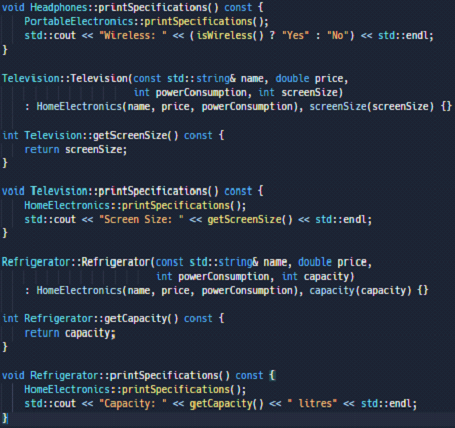 void Headphones::printSpecifications() const {
    PortableElectronics::printSpecifications();
    std::cout << "Wireless: " << (isWireless() ? "Yes" : "No") << std::endl;
}

Television::Television(const std::string& name, double price,
                       int powerConsumption, int screenSize)
    : HomeElectronics(name, price, powerConsumption), screenSize(screenSize) {}

int Television::getScreenSize() const {
    return screenSize;
}

void Television::printSpecifications() const {
    HomeElectronics::printSpecifications();
    std::cout << "Screen Size: " << getScreenSize() << std::endl;
}

Refrigerator::Refrigerator(const std::string& name, double price,
                           int powerConsumption, int capacity)
    : HomeElectronics(name, price, powerConsumption), capacity(capacity) {}

int Refrigerator::getCapacity() const {
    return capacity;
}

void Refrigerator::printSpecifications() const {
    HomeElectronics::printSpecifications();
    std::cout << "Capacity: " << getCapacity() << " litres" << std::endl;
}